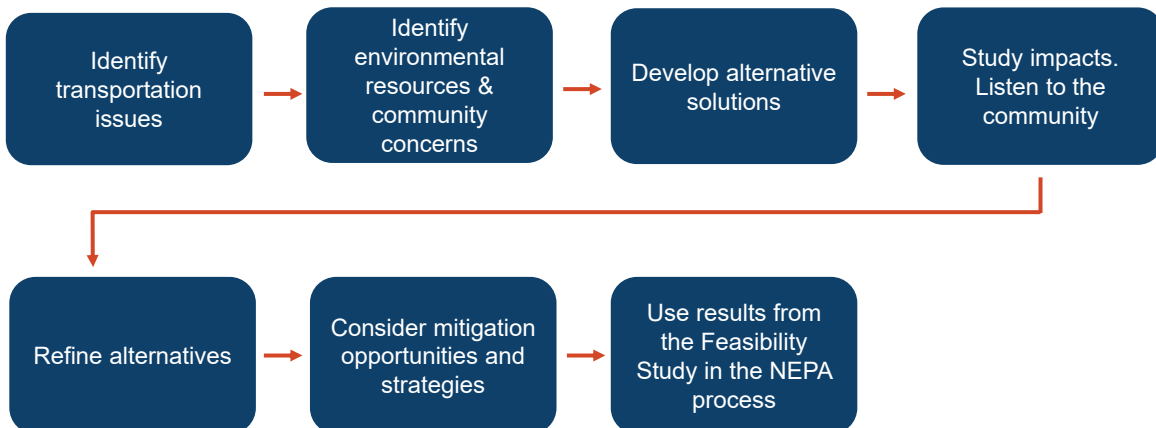 Identify
transportation
issues
Identify
environmental
resources &
community
concerns
Develop alternative
solutions
Study impacts.
Listen to the
community
Refine alternatives
Consider mitigation
opportunities and
strategies
Use results from
the Feasibility
Study in the NEPA
process